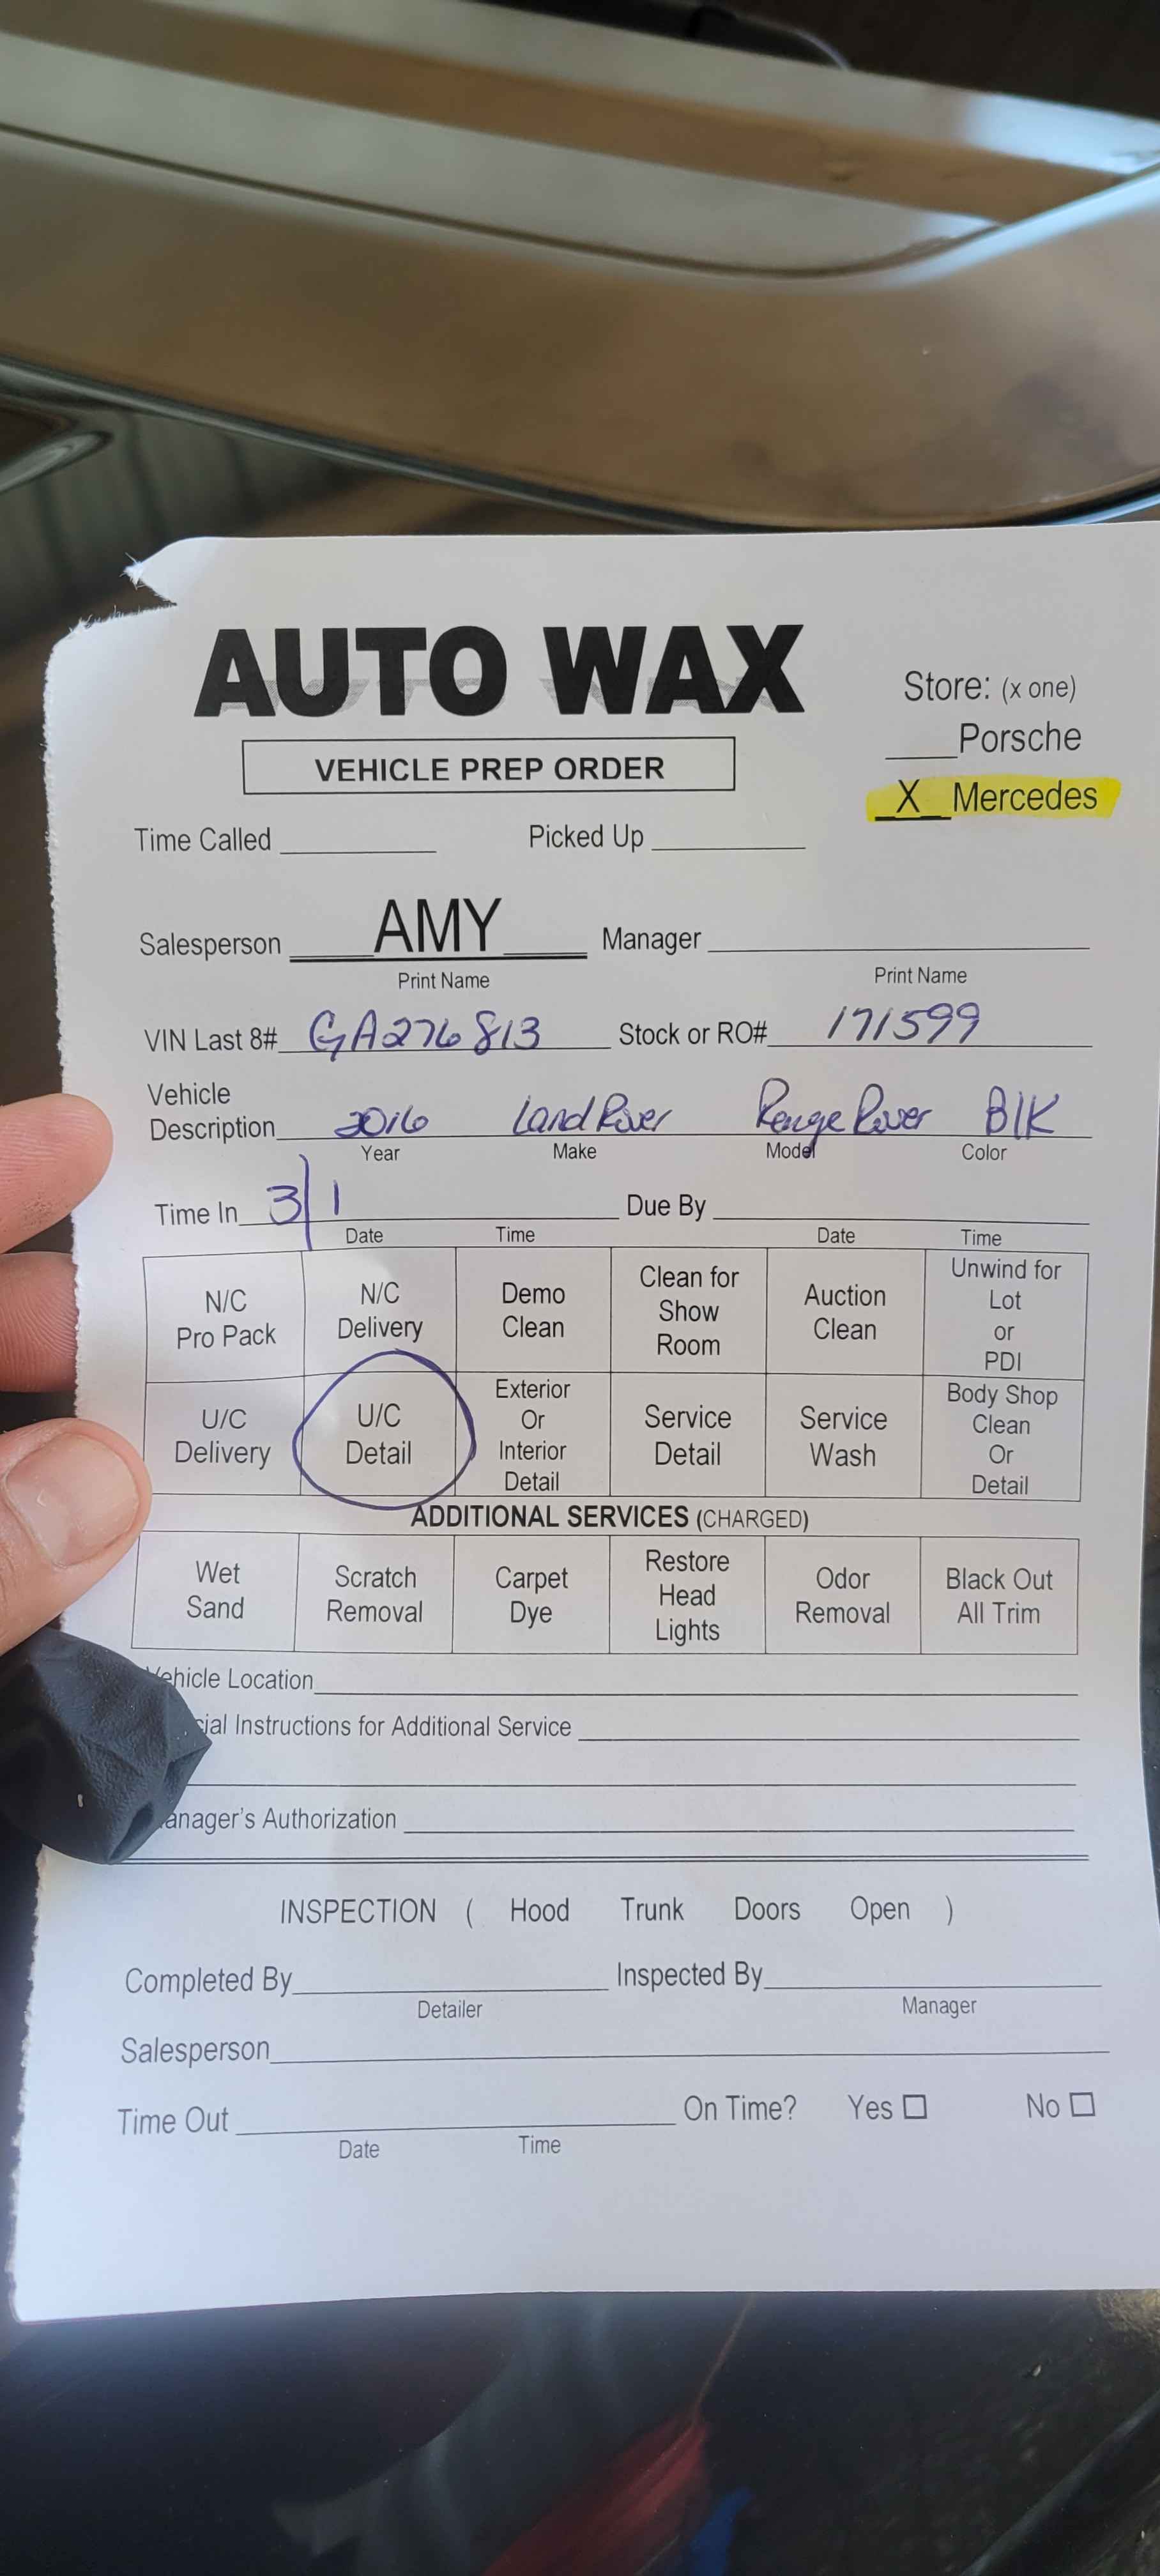 AUTO WAX
Store: (x one)
Porsche
VEHICLE PREP ORDER
X Mercedes
Time Called Picked Up
Salesperson AMY Manager
Print Name Print Name
VIN Last 8# GA276813 Stock or RO# 171599
Vehicle
Description 2016 Land Rover Range Rover Blk
Year Make Model Color
Time In 3/1 Due By
Date Time Date Time
N/C Pro Pack
N/C Delivery
Demo Clean
Clean for Show Room
Auction Clean
Unwind for Lot or PDI
U/C Delivery
U/C Detail
Exterior Or Interior Detail
Service Detail
Service Wash
Body Shop Clean Or Detail
ADDITIONAL SERVICES (CHARGED)
Wet Sand
Scratch Removal
Carpet Dye
Restore Head Lights
Odor Removal
Black Out All Trim
Vehicle Location
cial Instructions for Additional Service
anager's Authorization
INSPECTION ( Hood Trunk Doors Open )
Completed By Inspected By
Detailer Manager
Salesperson
Time Out On Time? Yes No
Date Time